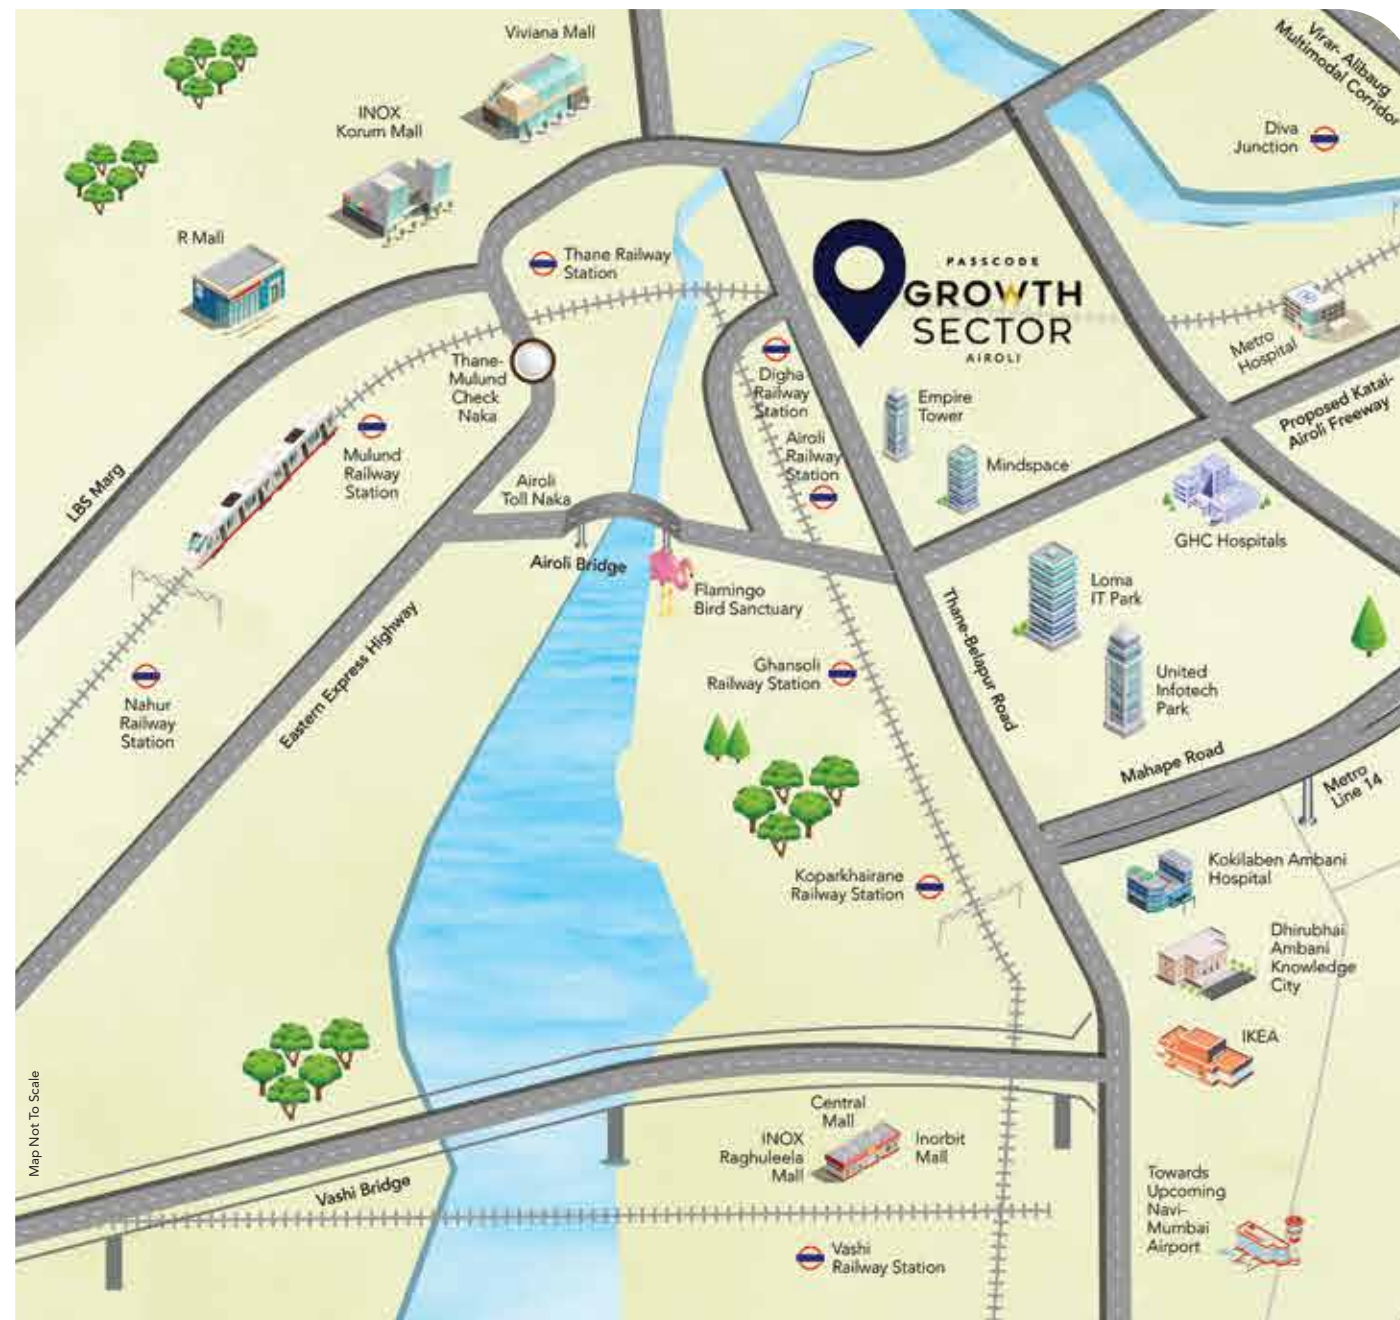 Viviana Mall
INOX
Korum Mall
R Mall
Virar- Alibaug
Multimodal Corridor
Diva
Junction
Thane Railway
Station
PASSCODE
GROWTH
SECTOR
AIROLI
Metro
Hospital
Thane-
Mulund
Check
Naka
Digha
Railway
Station
Empire
Tower
Proposed Katai-
Airoli Freeway
Mulund
Railway
Station
Airoli
Railway
Station
Mindspace
LBS Marg
Airoli
Toll Naka
GHC Hospitals
Airoli Bridge
Flamingo
Bird Sanctuary
Loma
IT Park
Thane-Belapur Road
Eastern Express Highway
Ghansoli
Railway Station
United
Infotech
Park
Nahur
Railway
Station
Mahape Road
Metro
Line 14
Koparkhairane
Railway Station
Kokilaben Ambani
Hospital
Dhirubhai
Ambani
Knowledge
City
IKEA
Map Not To Scale
Central
Mall
INOX
Raghuleela
Mall
Inorbit
Mall
Vashi Bridge
Towards
Upcoming
Navi-
Mumbai
Airport
Vashi
Railway Station